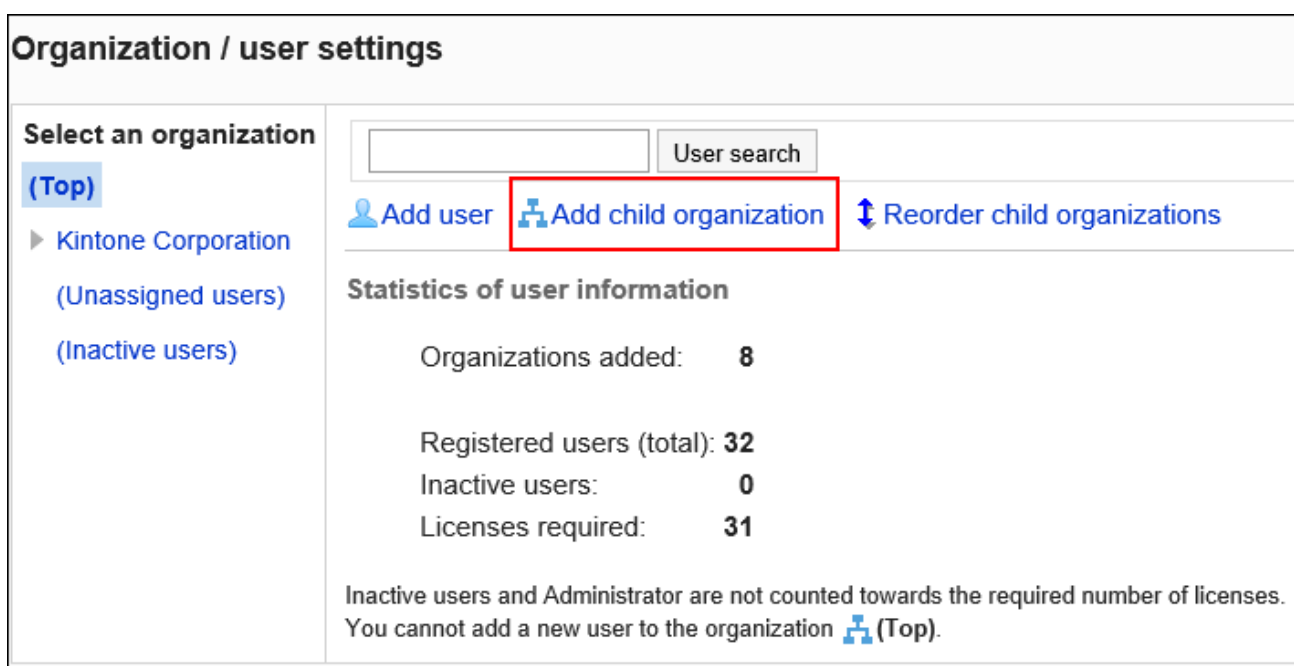 Organization / user settings
Select an organization
(Top)
Kintone Corporation
(Unassigned users)
(Inactive users)
User search
Add user Add child organization Reorder child organizations
Statistics of user information
Organizations added: 8
Registered users (total): 32
Inactive users: 0
Licenses required: 31
Inactive users and Administrator are not counted towards the required number of licenses.
You cannot add a new user to the organization (Top).